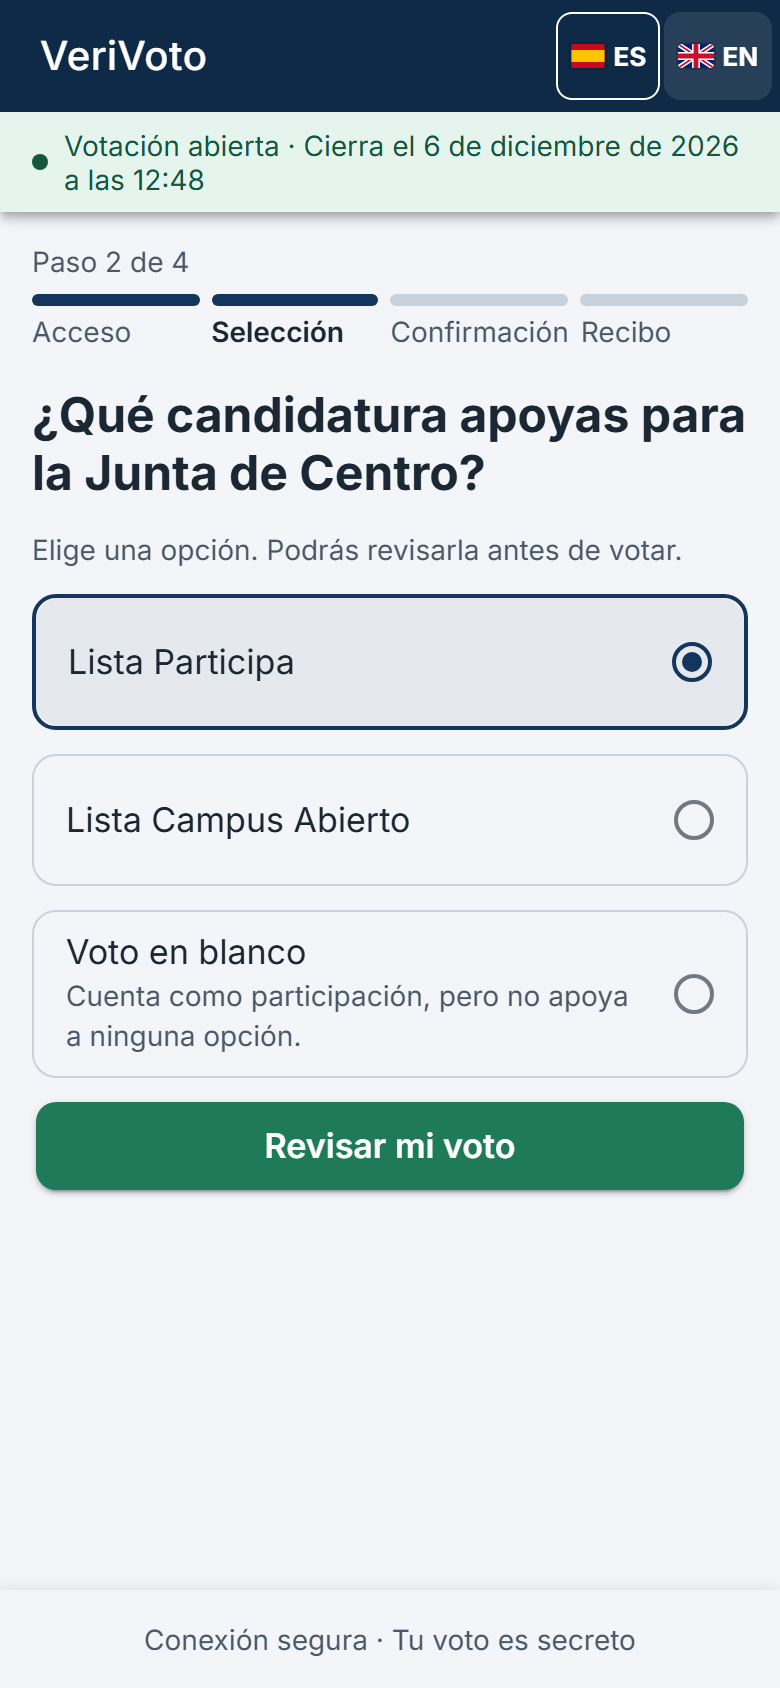 VeriVoto
ES
EN
Votación abierta · Cierra el 6 de diciembre de 2026
a las 12:48
Paso 2 de 4
Acceso
Selección
Confirmación
Recibo
¿Qué candidatura apoyas para
la Junta de Centro?
Elige una opción. Podrás revisarla antes de votar.
Lista Participa
Lista Campus Abierto
Voto en blanco
Cuenta como participación, pero no apoya
a ninguna opción.
Revisar mi voto
Conexión segura · Tu voto es secreto